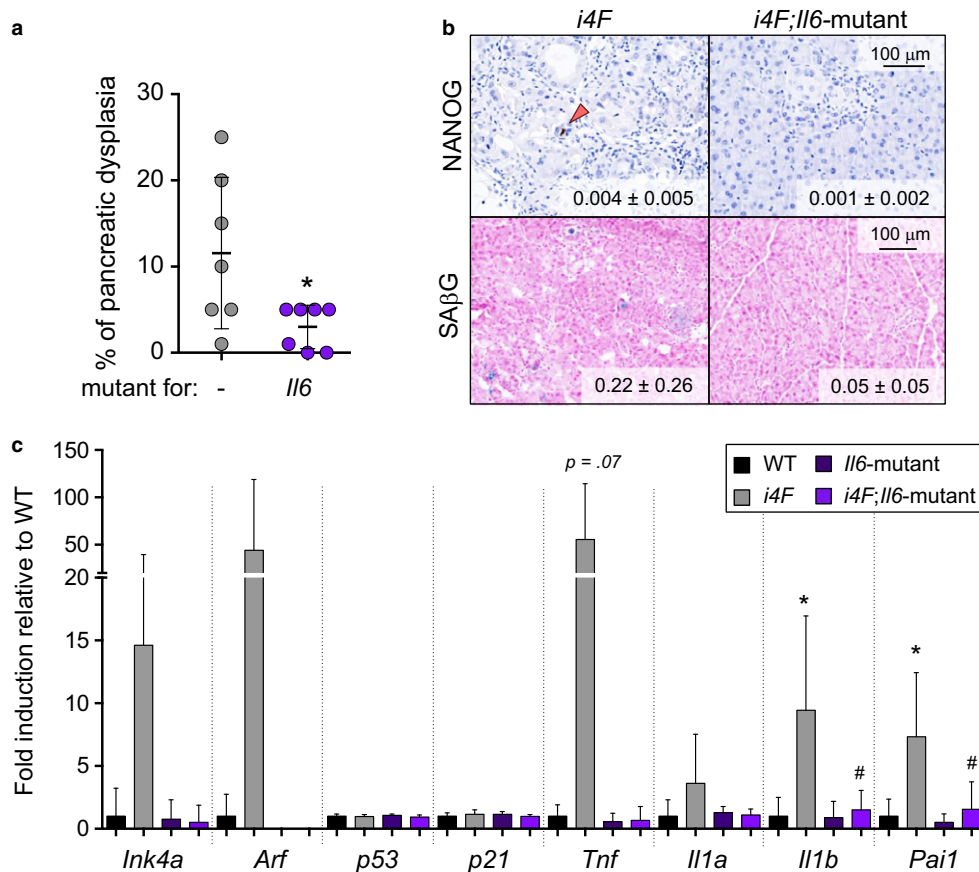 a
% of pancreatic dysplasia
30
20
10
0
mutant for: - Il6
*
b
i4F i4F;Il6-mutant
NANOG
100 μm
0.004 ± 0.005
0.001 ± 0.002
SAβG
100 μm
0.22 ± 0.26
0.05 ± 0.05
c
Fold induction relative to WT
150
100
50
20
15
10
5
0
p = .07
WT Il6-mutant
i4F i4F;Il6-mutant
*
#
*
#
Ink4a Arf p53 p21 Tnf Il1a Il1b Pai1